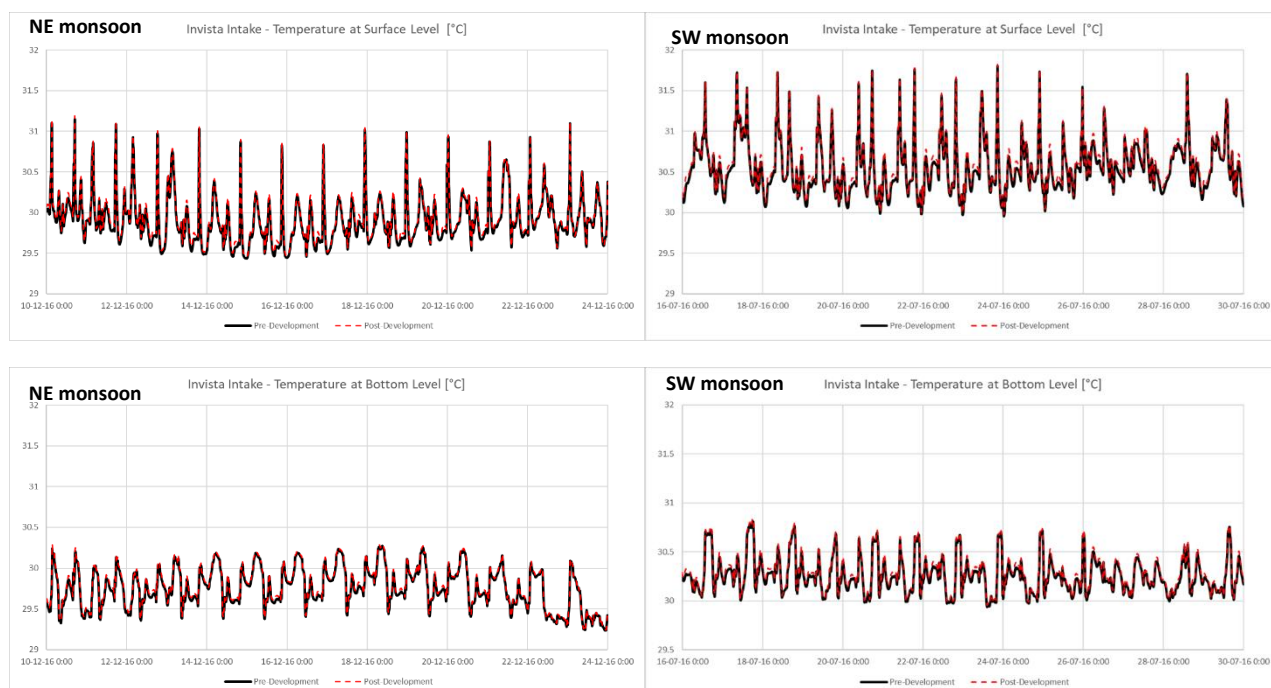 NE monsoon
Invista Intake - Temperature at Surface Level [°C]
32
31.5
31
30.5
30
29.5
29
10-12-16 0:00 12-12-16 0:00 14-12-16 0:00 16-12-16 0:00 18-12-16 0:00 20-12-16 0:00 22-12-16 0:00 24-12-16 0:00
Pre-Development Post-Development
SW monsoon
Invista Intake - Temperature at Surface Level [°C]
32
31.5
31
30.5
30
29.5
29
16-07-16 0:00 18-07-16 0:00 20-07-16 0:00 22-07-16 0:00 24-07-16 0:00 26-07-16 0:00 28-07-16 0:00 30-07-16 0:00
Pre-Development Post-Development
NE monsoon
Invista Intake - Temperature at Bottom Level [°C]
32
31.5
31
30.5
30
29.5
29
10-12-16 0:00 12-12-16 0:00 14-12-16 0:00 16-12-16 0:00 18-12-16 0:00 20-12-16 0:00 22-12-16 0:00 24-12-16 0:00
Pre-Development Post-Development
SW monsoon
Invista Intake - Temperature at Bottom Level [°C]
32
31.5
31
30.5
30
29.5
16-07-16 0:00 18-07-16 0:00 20-07-16 0:00 22-07-16 0:00 24-07-16 0:00 26-07-16 0:00 28-07-16 0:00 30-07-16 0:00
Pre-Development Post-Development